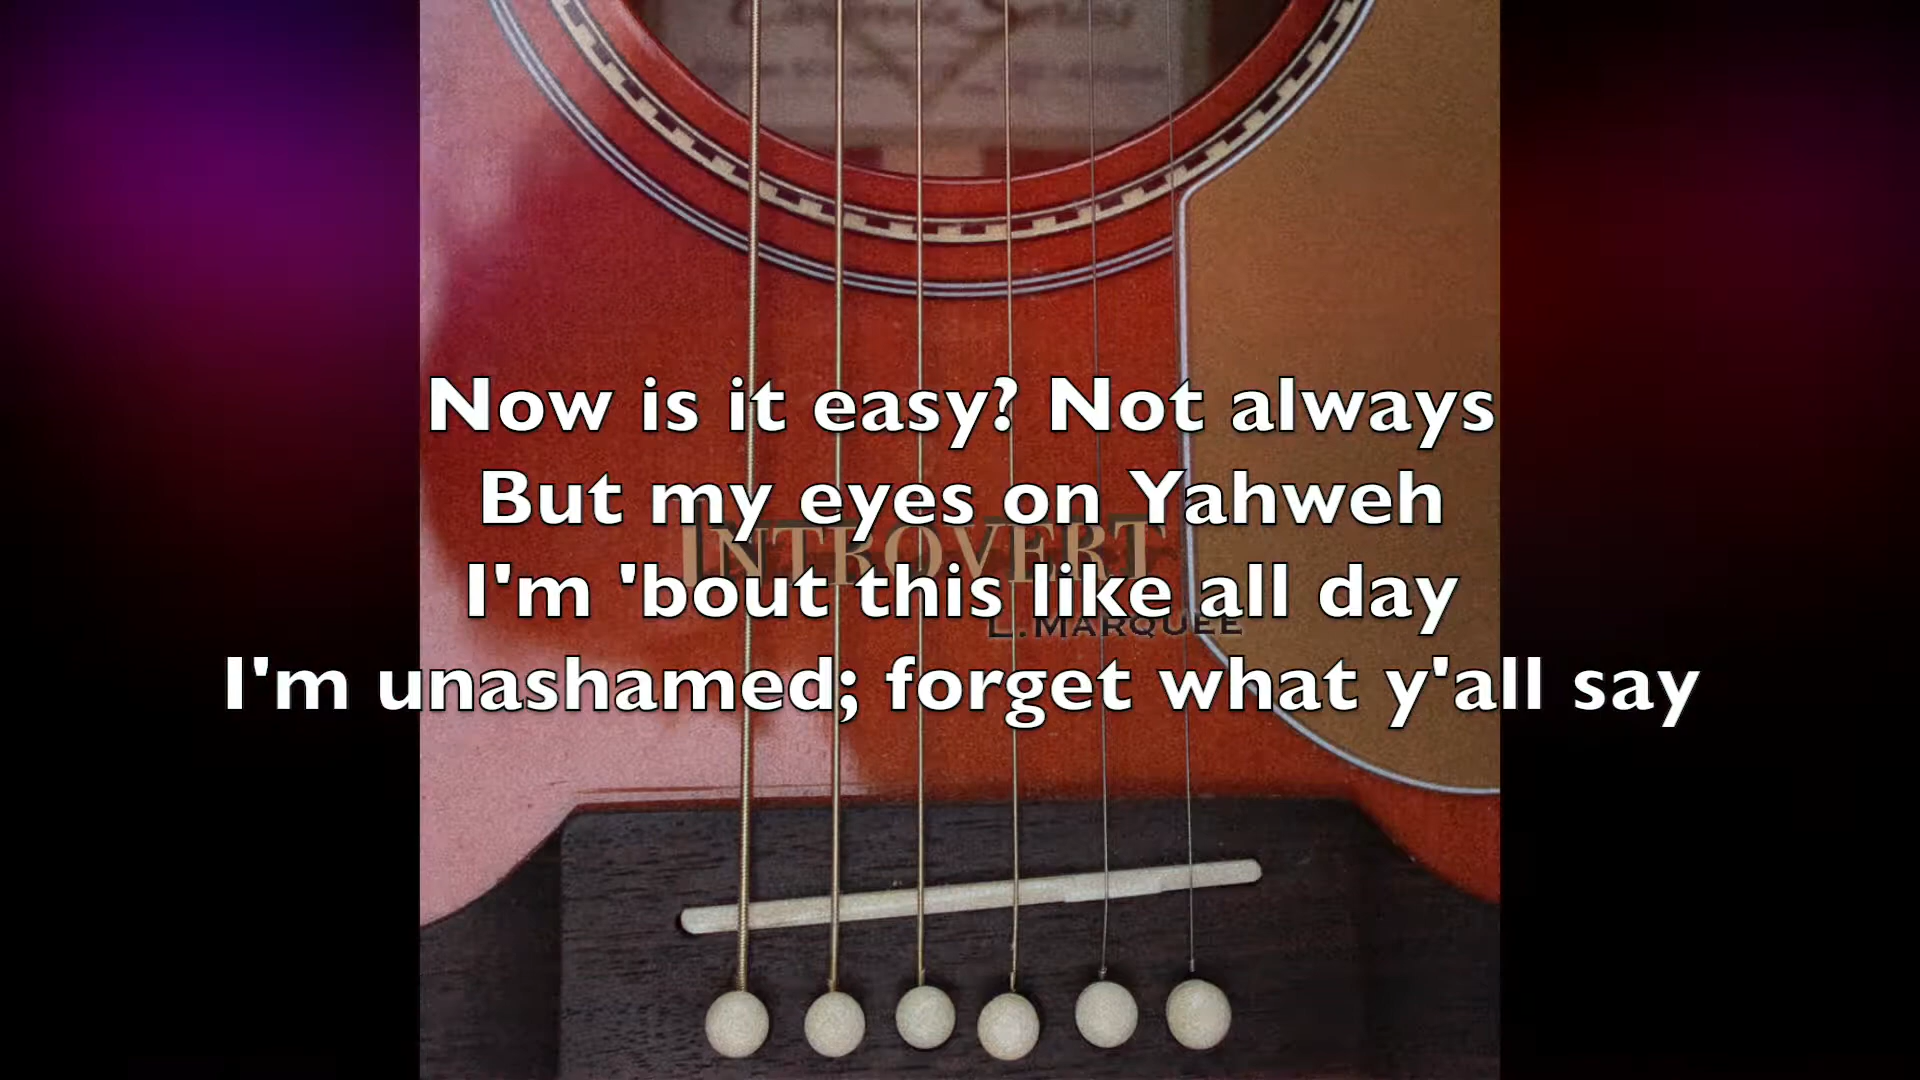 Now is it easy? Not always
But my eyes on Yahweh
INTROVERT
I'm 'bout this like all day
L.MARQUEE
I'm unashamed; forget what y'all say